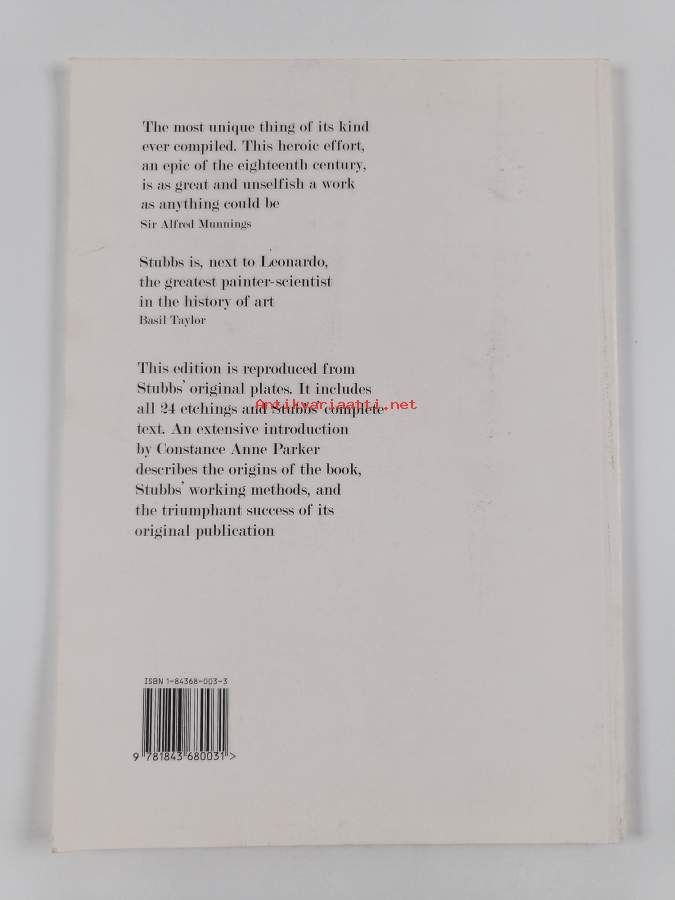 The most unique thing of its kind
ever compiled. This heroic effort,
an epic of the eighteenth century,
is as great and unselfish a work
as anything could be
Sir Alfred Munnings
Stubbs is, next to Leonardo,
the greatest painter-scientist
in the history of art
Basil Taylor
This edition is reproduced from
Stubbs' original plates. It includes
all 24 etchings and Stubbs' complete
Antikvariaatti.net
text. An extensive introduction
by Constance Anne Parker
describes the origins of the book,
Stubbs' working methods, and
the triumphant success of its
original publication
ISBN 1-84368-003-3
9 781843 680031 >